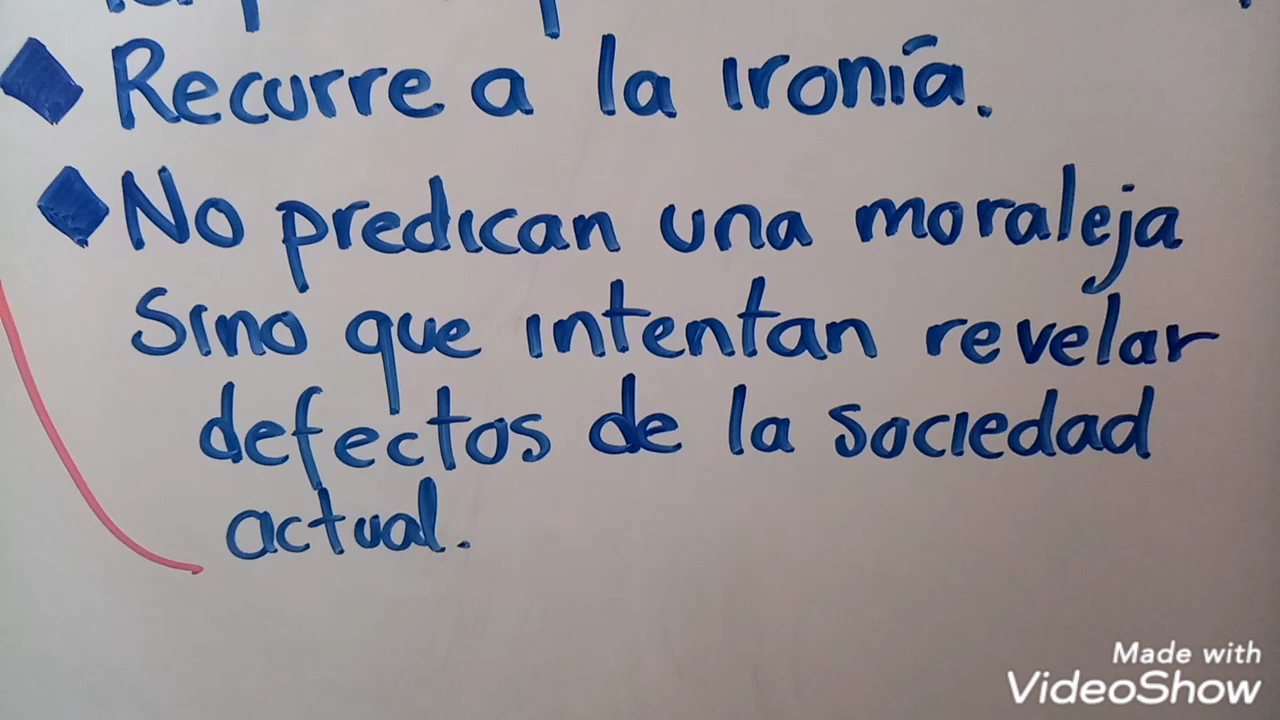 Recurre a la ironía.
No predican una moraleja
Sino que intentan revelar
defectos de la sociedad
actual.
Made with
VideoShow